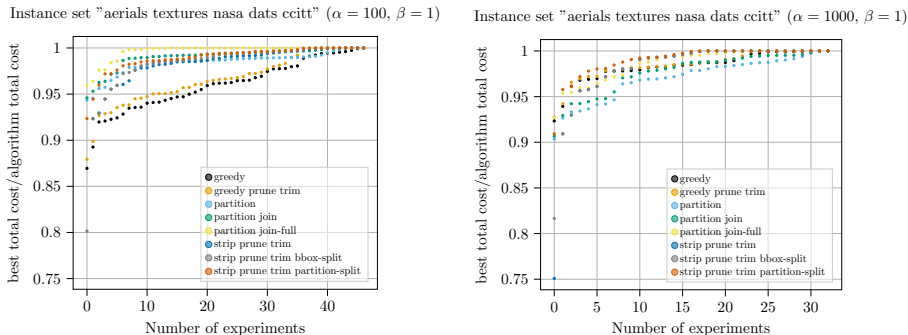 Instance set "aerials textures nasa dats ccitt" (α = 100, β = 1)
best total cost/algorithm total cost
1
0.95
0.9
0.85
0.8
0.75
greedy
greedy prune trim
partition
partition join
partition join-full
strip prune trim
strip prune trim bbox-split
strip prune trim partition-split
0 10 20 30 40
Number of experiments
Instance set "aerials textures nasa dats ccitt" (α = 1000, β = 1)
best total cost/algorithm total cost
1
0.95
0.9
0.85
0.8
0.75
greedy
greedy prune trim
partition
partition join
partition join-full
strip prune trim
strip prune trim bbox-split
strip prune trim partition-split
0 5 10 15 20 25 30
Number of experiments